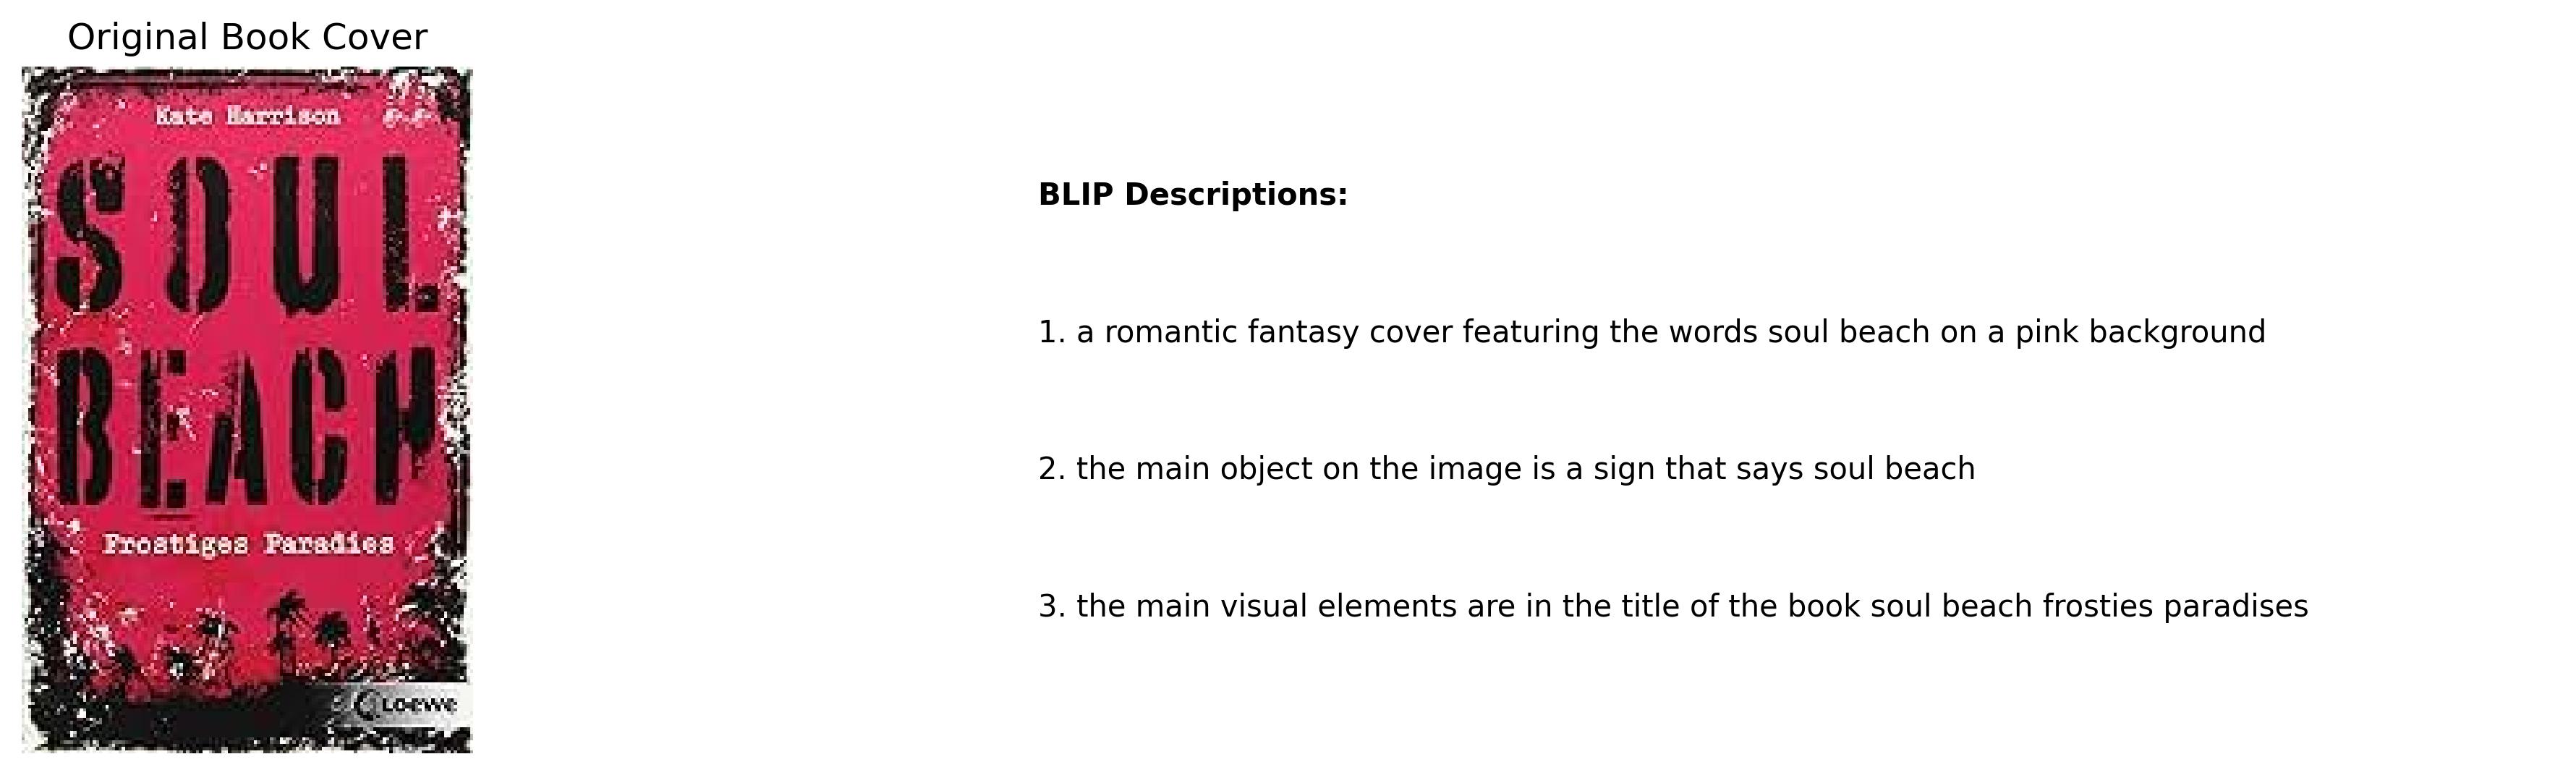 Original Book Cover
Kate Harrison
SOUL
BEACH
Frostiges Paradies
Loewe
BLIP Descriptions:
1. a romantic fantasy cover featuring the words soul beach on a pink background
2. the main object on the image is a sign that says soul beach
3. the main visual elements are in the title of the book soul beach frosties paradises